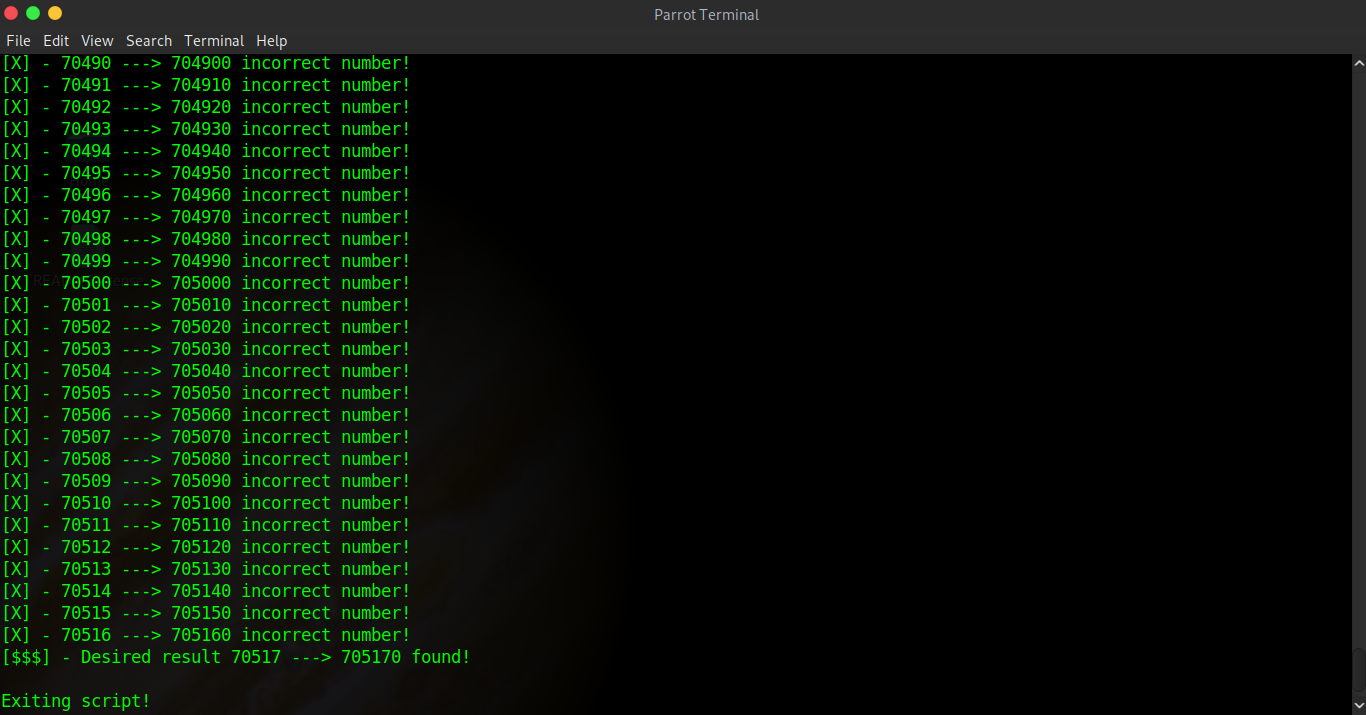 Parrot Terminal
File Edit View Search Terminal Help
[X] - 70490 ---> 704900 incorrect number!
[X] - 70491 ---> 704910 incorrect number!
[X] - 70492 ---> 704920 incorrect number!
[X] - 70493 ---> 704930 incorrect number!
[X] - 70494 ---> 704940 incorrect number!
[X] - 70495 ---> 704950 incorrect number!
[X] - 70496 ---> 704960 incorrect number!
[X] - 70497 ---> 704970 incorrect number!
[X] - 70498 ---> 704980 incorrect number!
[X] - 70499 ---> 704990 incorrect number!
[X] - 70500 ---> 705000 incorrect number!
[X] - 70501 ---> 705010 incorrect number!
[X] - 70502 ---> 705020 incorrect number!
[X] - 70503 ---> 705030 incorrect number!
[X] - 70504 ---> 705040 incorrect number!
[X] - 70505 ---> 705050 incorrect number!
[X] - 70506 ---> 705060 incorrect number!
[X] - 70507 ---> 705070 incorrect number!
[X] - 70508 ---> 705080 incorrect number!
[X] - 70509 ---> 705090 incorrect number!
[X] - 70510 ---> 705100 incorrect number!
[X] - 70511 ---> 705110 incorrect number!
[X] - 70512 ---> 705120 incorrect number!
[X] - 70513 ---> 705130 incorrect number!
[X] - 70514 ---> 705140 incorrect number!
[X] - 70515 ---> 705150 incorrect number!
[X] - 70516 ---> 705160 incorrect number!
[$$$] - Desired result 70517 ---> 705170 found!
Exiting script!